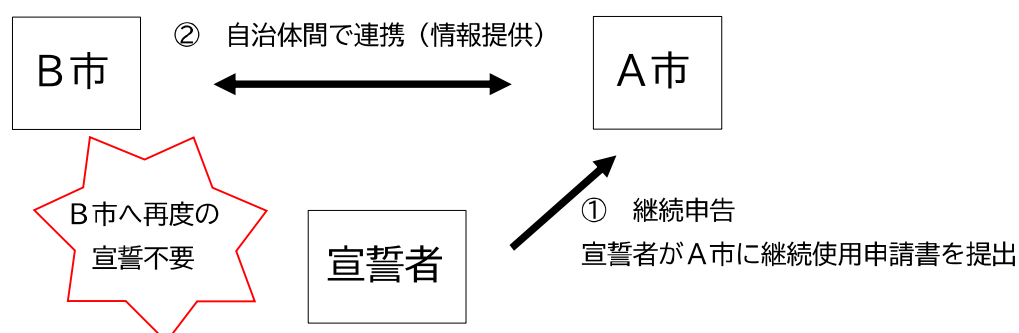 ② 自治体間で連携（情報提供）
Ｂ市
Ａ市
Ｂ市へ再度の
宣誓不要
宣誓者
① 継続申告
宣誓者がＡ市に継続使用申請書を提出